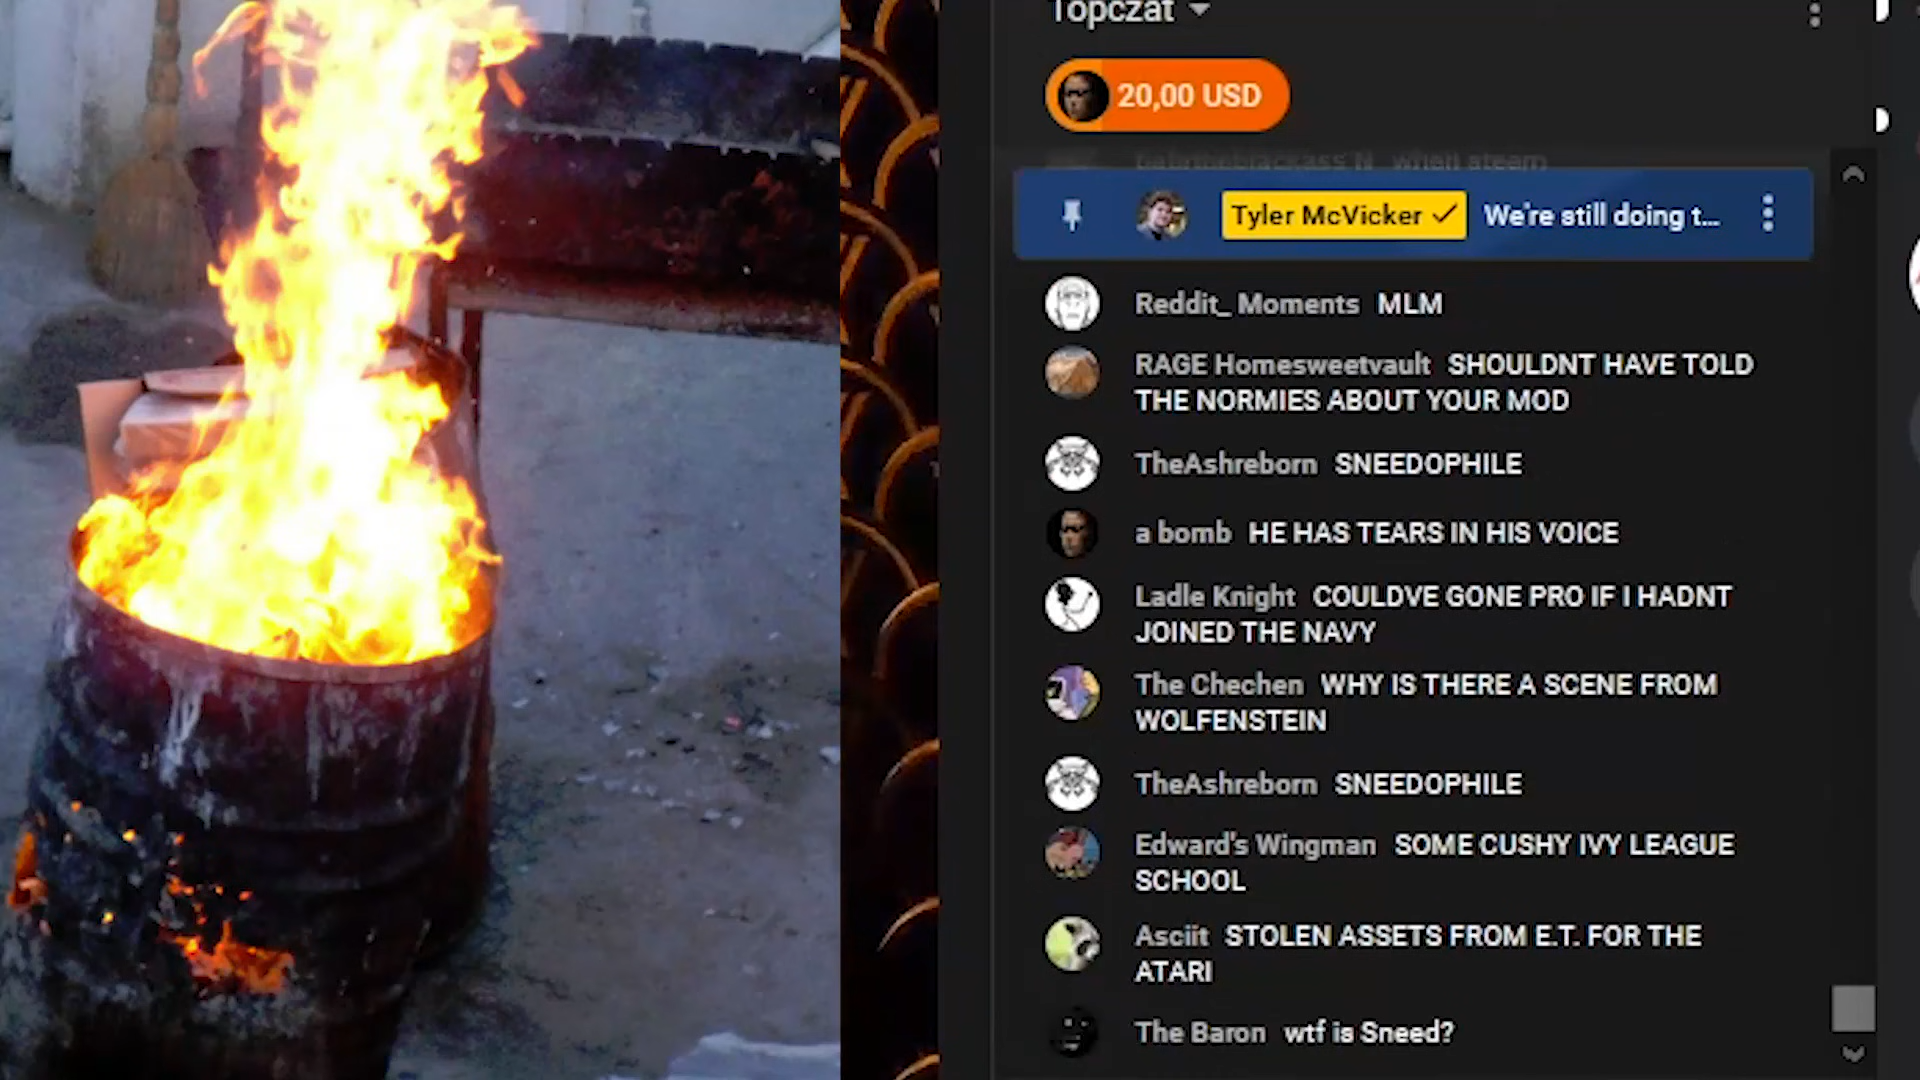 Topczat
20,00 USD
when steam
Tyler McVicker We're still doing t...
Reddit_ Moments MLM
RAGE Homesweetvault SHOULDNT HAVE TOLD
THE NORMIES ABOUT YOUR MOD
TheAshreborn SNEEDOPHILE
a bomb HE HAS TEARS IN HIS VOICE
Ladle Knight COULDVE GONE PRO IF I HADNT
JOINED THE NAVY
The Chechen WHY IS THERE A SCENE FROM
WOLFENSTEIN
TheAshreborn SNEEDOPHILE
Edward's Wingman SOME CUSHY IVY LEAGUE
SCHOOL
Asciit STOLEN ASSETS FROM E.T. FOR THE
ATARI
The Baron wtf is Sneed?